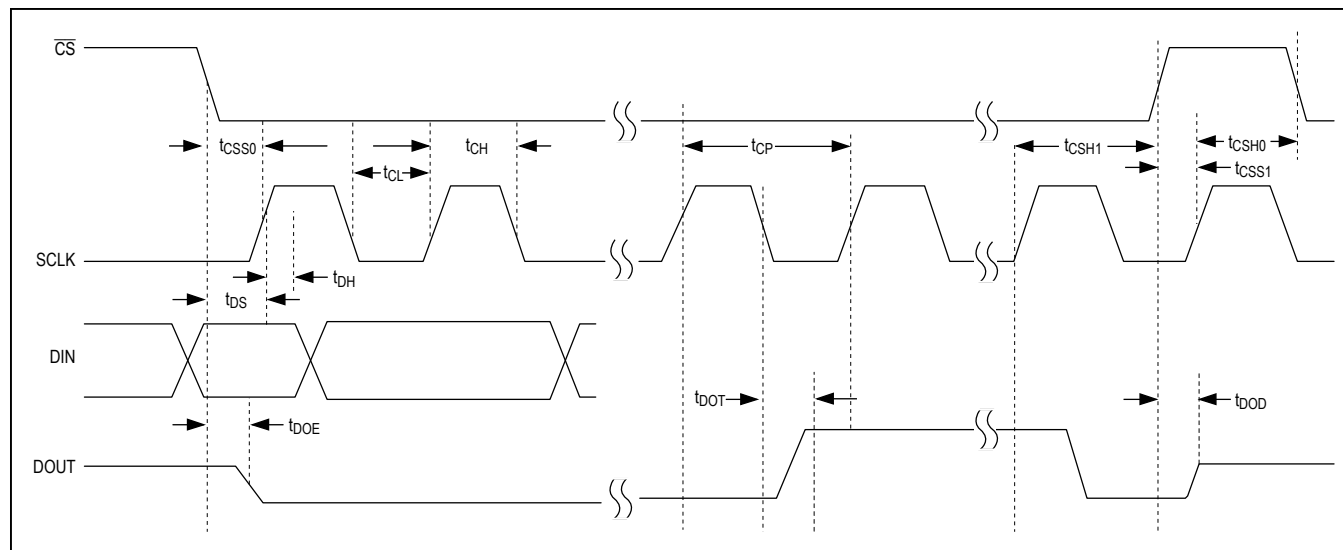 CS
tCSS0
tCL
tCH
tCP
tCSH1
tCSH0
tCSS1
SCLK
tDH
tDS
DIN
tDOT
tDOE
tDOD
DOUT